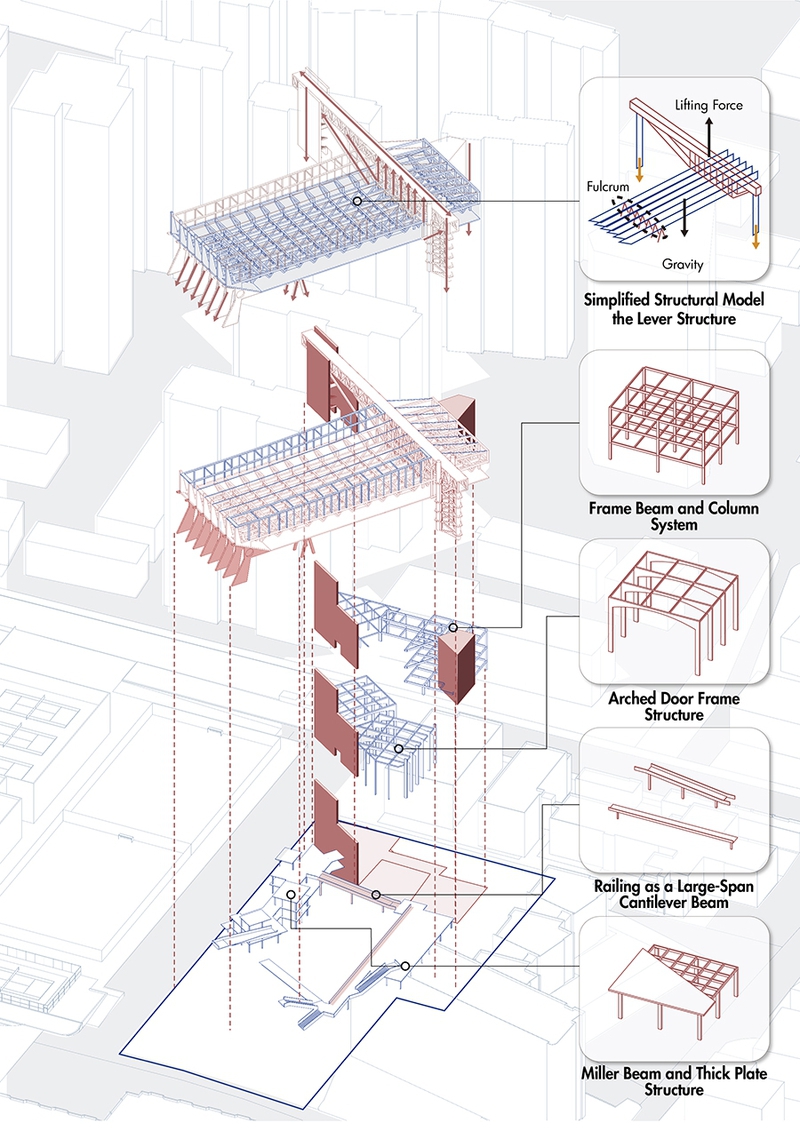 Lifting Force
Fulcrum
Gravity
Simplified Structural Model
the Lever Structure
Frame Beam and Column
System
Arched Door Frame
Structure
Railing as a Large-Span
Cantilever Beam
Miller Beam and Thick Plate
Structure